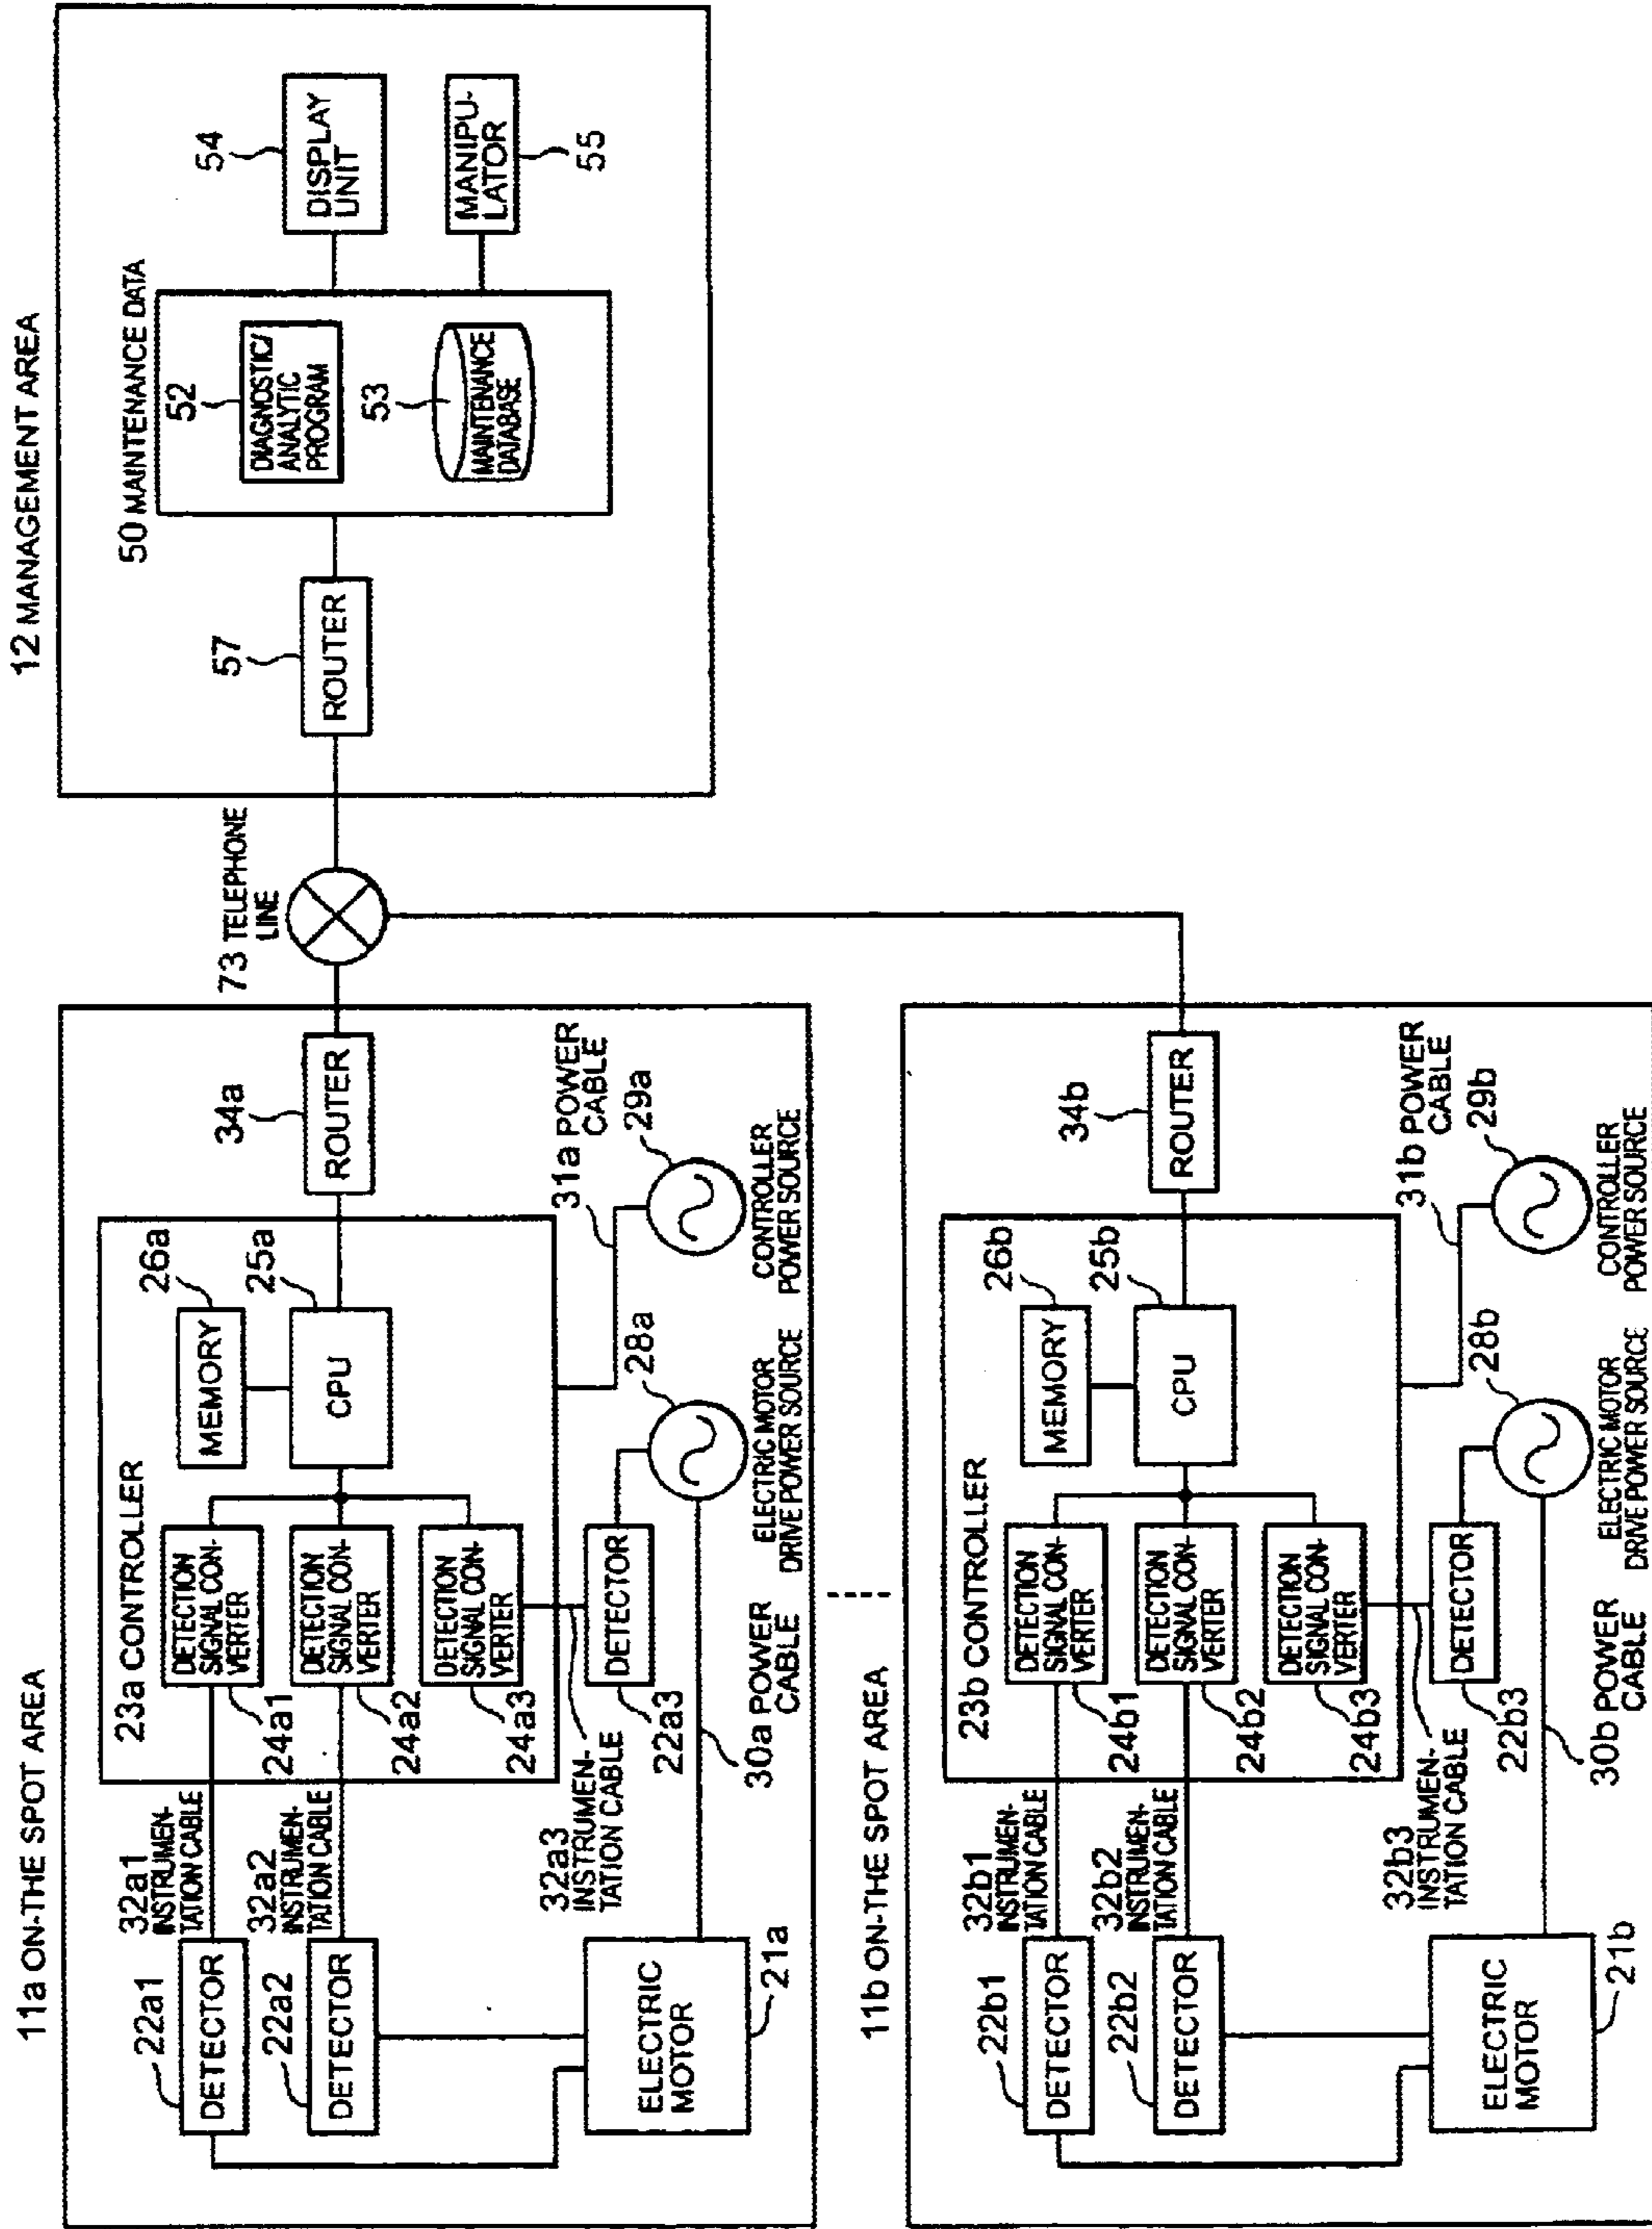 12 MANAGEMENT AREA
50 MAINTENANCE DATA
54
DISPLAY
UNIT
52
DIAGNOSTIC/
ANALYTIC
PROGRAM
57
ROUTER
53
MAINTENANCE
DATABASE
MANIPU-
LATOR
55
73 TELEPHONE
LINE
11a ON-THE SPOT AREA
22a1
DETECTOR
32a1
INSTRUMEN-
TATION CABLE
22a2
DETECTOR
32a2
INSTRUMEN-
TATION CABLE
23a CONTROLLER
DETECTION
SIGNAL CON-
VERTER
24a1
DETECTION
SIGNAL CON-
VERTER
24a2
DETECTION
SIGNAL CON-
VERTER
24a3
MEMORY
26a
CPU
25a
34a
ROUTER
32a3
INSTRUMEN-
TATION CABLE
DETECTOR
22a3
31a POWER
CABLE
29a
CONTROLLER
POWER SOURCE
28a
ELECTRIC MOTOR
DRIVE POWER SOURCE
30a POWER
CABLE
ELECTRIC
MOTOR
21a
11b ON-THE SPOT AREA
22b1
DETECTOR
32b1
INSTRUMEN-
TATION CABLE
22b2
DETECTOR
32b2
INSTRUMEN-
TATION CABLE
23b CONTROLLER
DETECTION
SIGNAL CON-
VERTER
24b1
DETECTION
SIGNAL CON-
VERTER
24b2
DETECTION
SIGNAL CON-
VERTER
24b3
MEMORY
26b
CPU
25b
34b
ROUTER
32b3
INSTRUMEN-
TATION CABLE
DETECTOR
22b3
31b POWER
CABLE
29b
CONTROLLER
POWER SOURCE
28b
ELECTRIC MOTOR
DRIVE POWER SOURCE
30b POWER
CABLE
ELECTRIC
MOTOR
21b